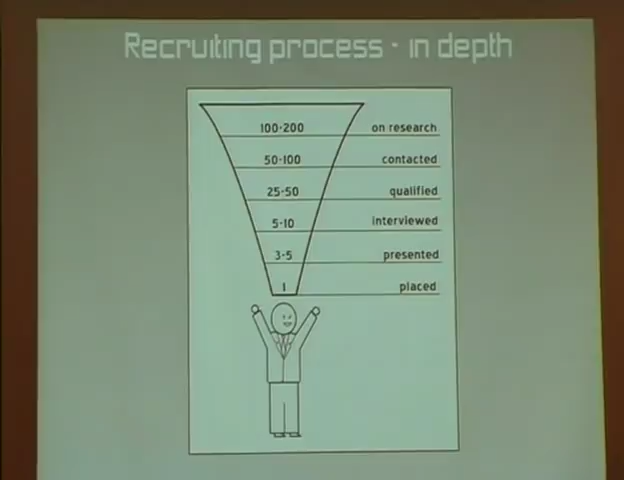 Recruiting process - in depth
100-200 on research
50-100 contacted
25-50 qualified
5-10 interviewed
3-5 presented
1 placed